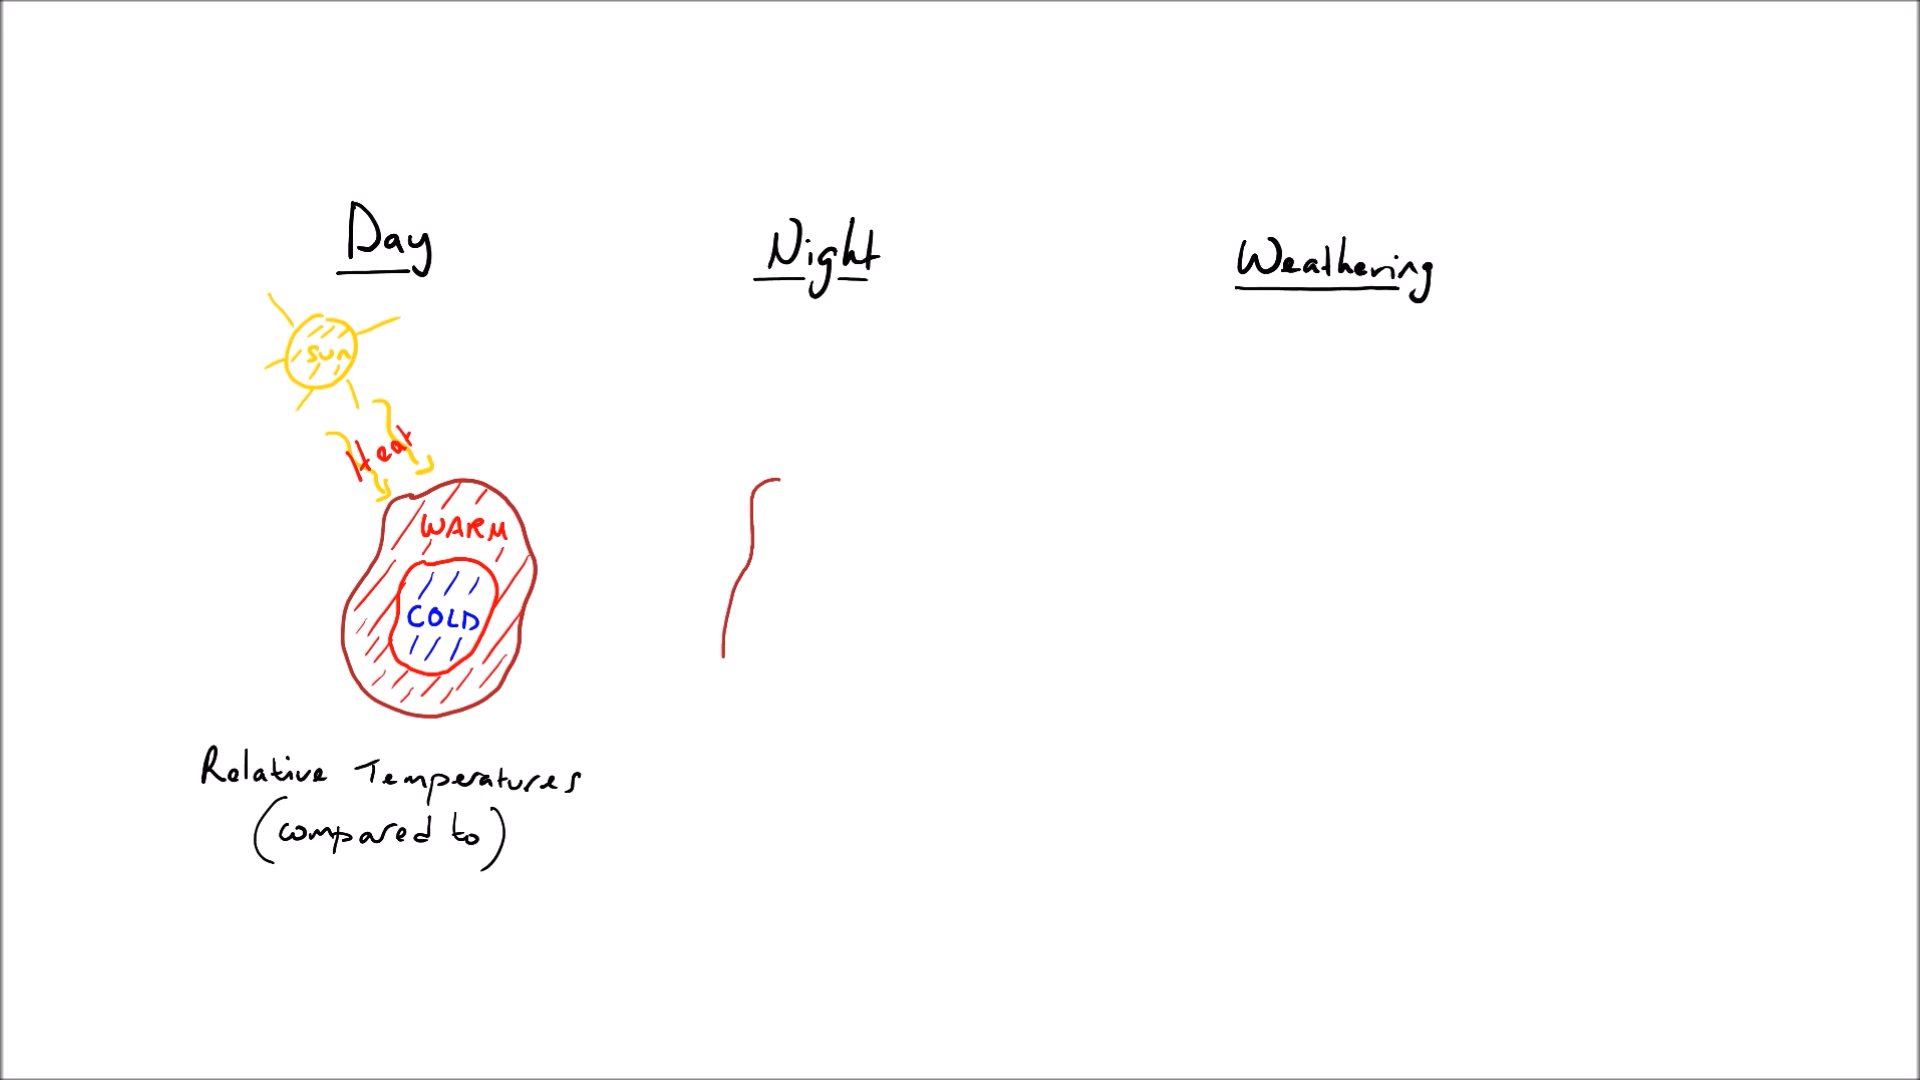 Day
Night
Weathering
Sun
Heat
WARM
COLD
Relative Temperatures
(compared to)